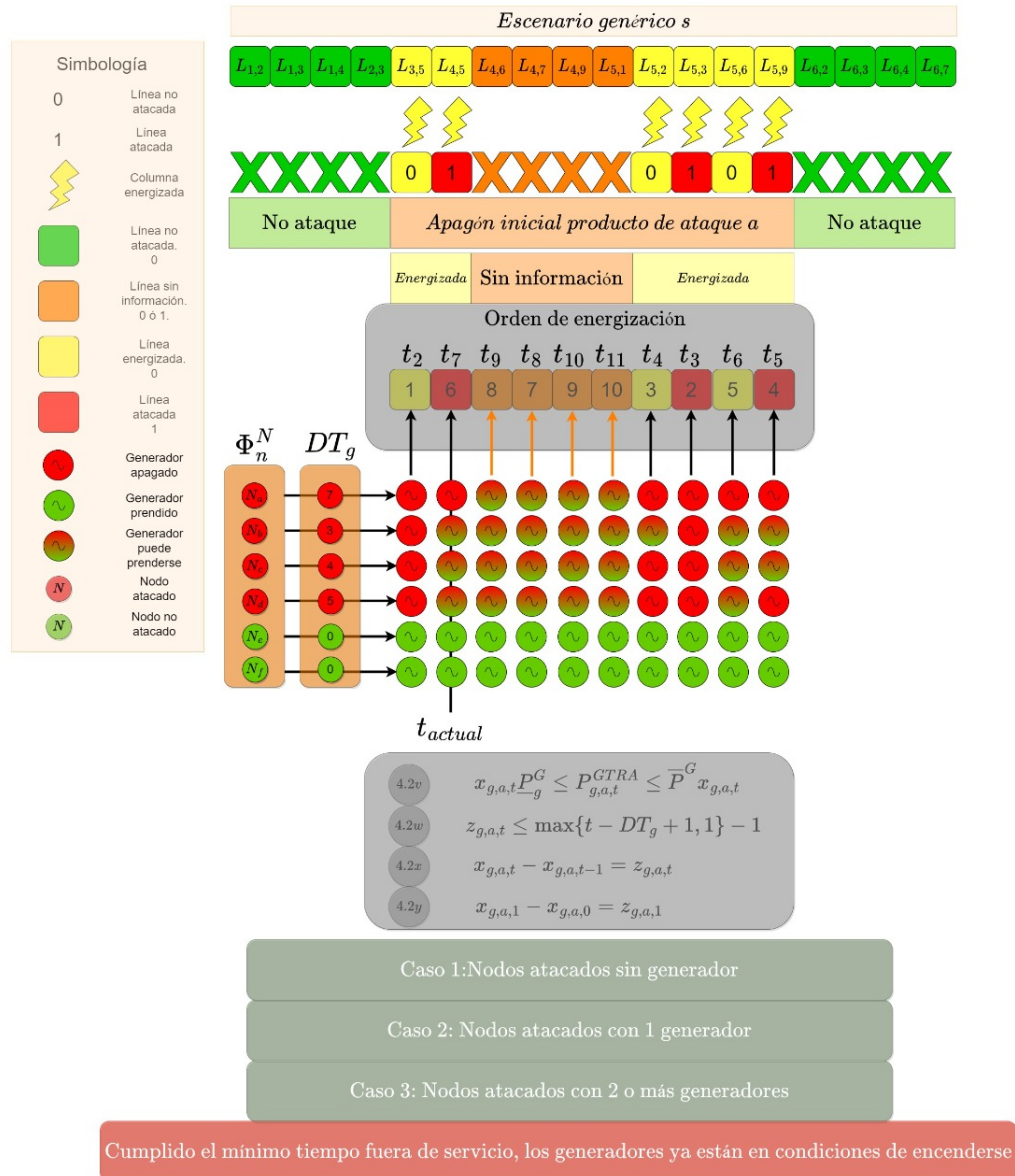 Escenario genérico s
L1,2 L1,3 L1,4 L2,3 L3,5 L4,5 L4,6 L4,7 L4,9 L5,1 L5,2 L5,3 L5,6 L5,9 L6,2 L6,3 L6,4 L6,7
0 1 0 1 0 1
No ataque
Apagón inicial producto de ataque a
No ataque
Energizada
Sin información
Energizada
Orden de energización
t2 t7 t9 t8 t10 t11 t4 t3 t6 t5
1 6 8 7 9 10 3 2 5 4
Simbología
0
Línea no
atacada
1
Línea
atacada
Columna
energizada
Línea no
atacada.
0
Línea sin
información.
0 ó 1.
Línea
energizada.
0
Línea
atacada
1
Generador
apagado
Generador
prendido
Generador
puede
prenderse
N
Nodo
atacado
N
Nodo no
atacado
Φ_n^N DT_g
N_a 7
N_b 3
N_c 4
N_d 5
N_e 0
N_f 0
t_actual
4.2v x_{g,a,t} \underline{P}_g^G ≤ P_{g,a,t}^{GTRA} ≤ \overline{P}^G x_{g,a,t}
4.2w z_{g,a,t} ≤ max{t − DT_g + 1, 1} − 1
4.2x x_{g,a,t} − x_{g,a,t−1} = z_{g,a,t}
4.2y x_{g,a,1} − x_{g,a,0} = z_{g,a,1}
Caso 1:Nodos atacados sin generador
Caso 2: Nodos atacados con 1 generador
Caso 3: Nodos atacados con 2 o más generadores
Cumplido el mínimo tiempo fuera de servicio, los generadores ya están en condiciones de encenderse